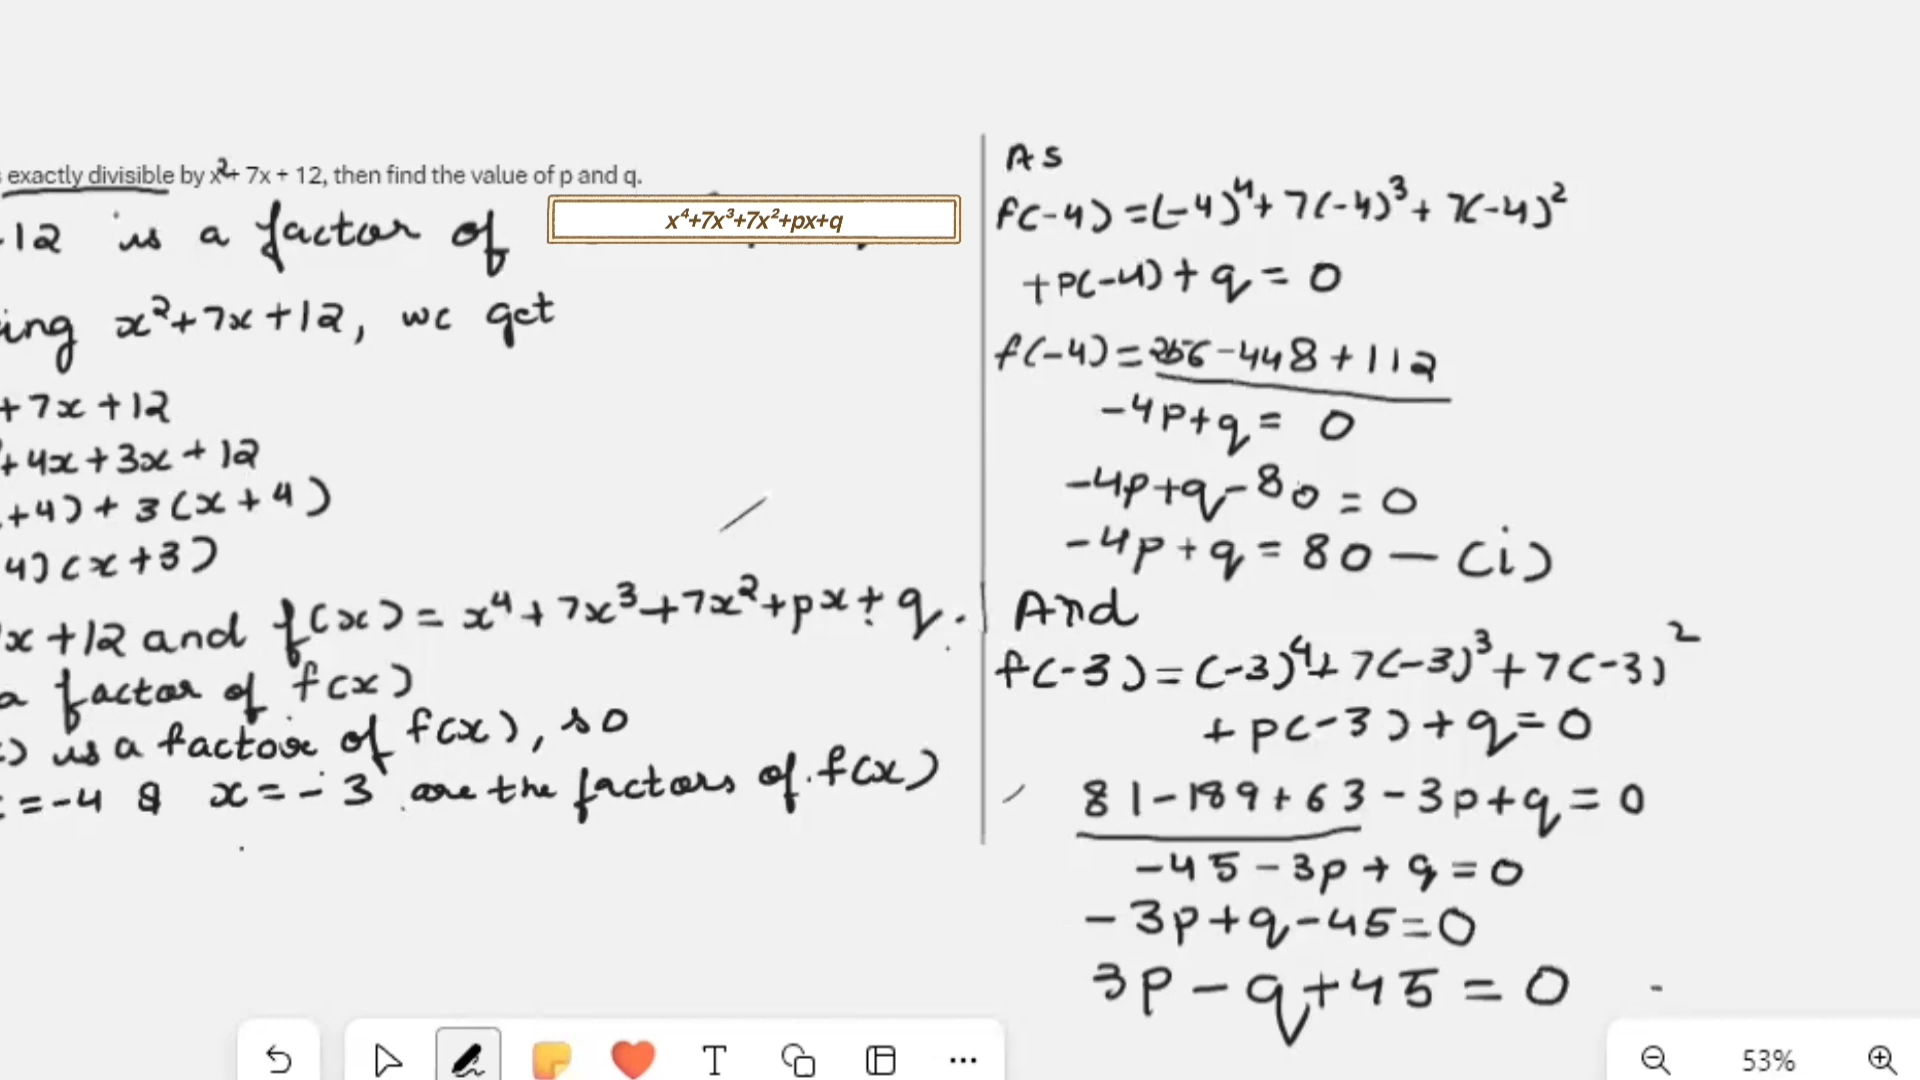 exactly divisible by x²+ 7x + 12, then find the value of p and q.
-12 is a factor of
x⁴+7x³+7x²+px+q
ing x²+7x+12, we get
+7x+12
+4x+3x+12
+4)+3(x+4)
4)(x+3)
x+12 and f(x)=x⁴+7x³+7x²+px+q.
a factor of f(x)
) is a factor of f(x), so
=-4 & x=-3 are the factors of f(x)
As
f(-4)=(-4)⁴+7(-4)³+7(-4)²
+p(-4)+q=0
f(-4)=256-448+112
-4p+q=0
-4p+q-80=0
-4p+q=80-(i)
And
f(-3)=(-3)⁴+7(-3)³+7(-3)²
+p(-3)+q=0
81-189+63-3p+q=0
-45-3p+q=0
-3p+q-45=0
3p-q+45=0
T
53%